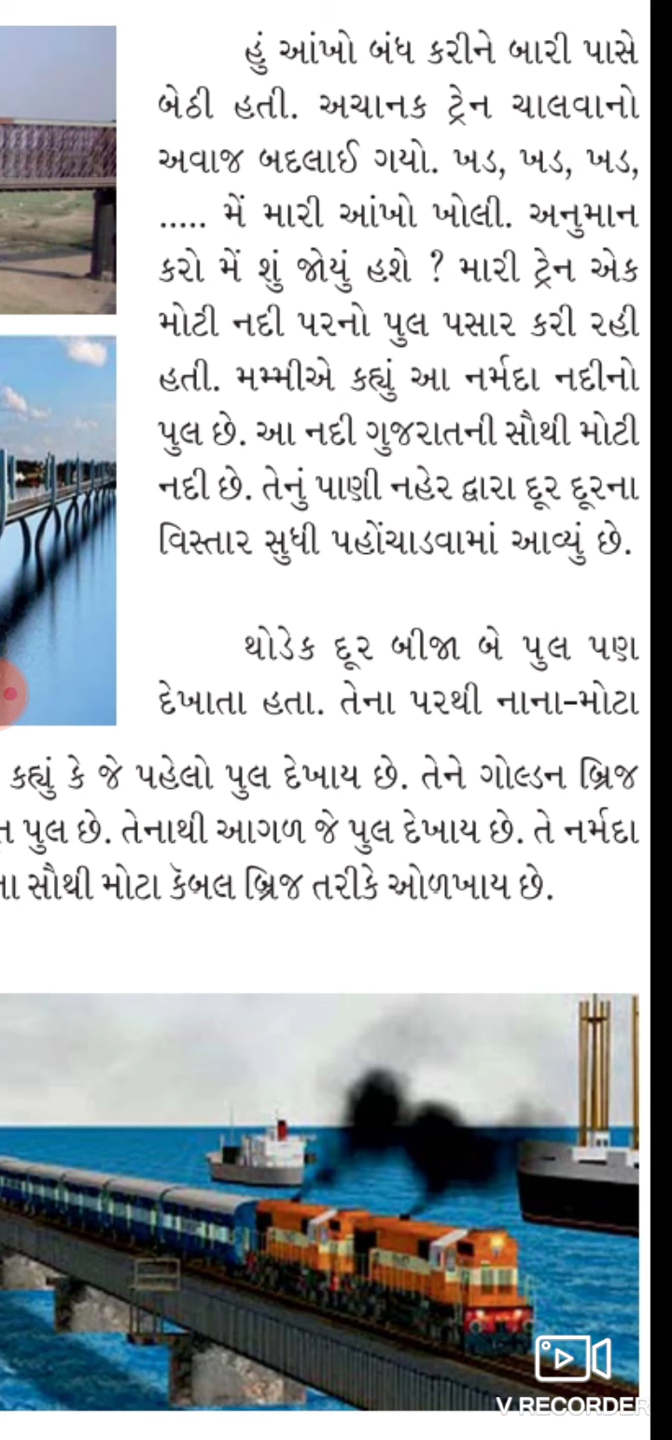 હું આંખો બંધ કરીને બારી પાસે
બેઠી હતી. અચાનક ટ્રેન ચાલવાનો
અવાજ બદલાઈ ગયો. ખડ, ખડ, ખડ,
..... મેં મારી આંખો ખોલી. અનુમાન
કરો મેં શું જોયું હશે ? મારી ટ્રેન એક
મોટી નદી પરનો પુલ પસાર કરી રહી
હતી. મમ્મીએ કહ્યું આ નર્મદા નદીનો
પુલ છે. આ નદી ગુજરાતની સૌથી મોટી
નદી છે. તેનું પાણી નહેર દ્વારા દૂર દૂરના
વિસ્તાર સુધી પહોંચાડવામાં આવ્યું છે.
થોડેક દૂર બીજા બે પુલ પણ
દેખાતા હતા. તેના પરથી નાના-મોટા
કહ્યું કે જે પહેલો પુલ દેખાય છે. તેને ગોલ્ડન બ્રિજ
પુલ છે. તેનાથી આગળ જે પુલ દેખાય છે. તે નર્મદા
સૌથી મોટા કૅબલ બ્રિજ તરીકે ઓળખાય છે.
V RECORDER